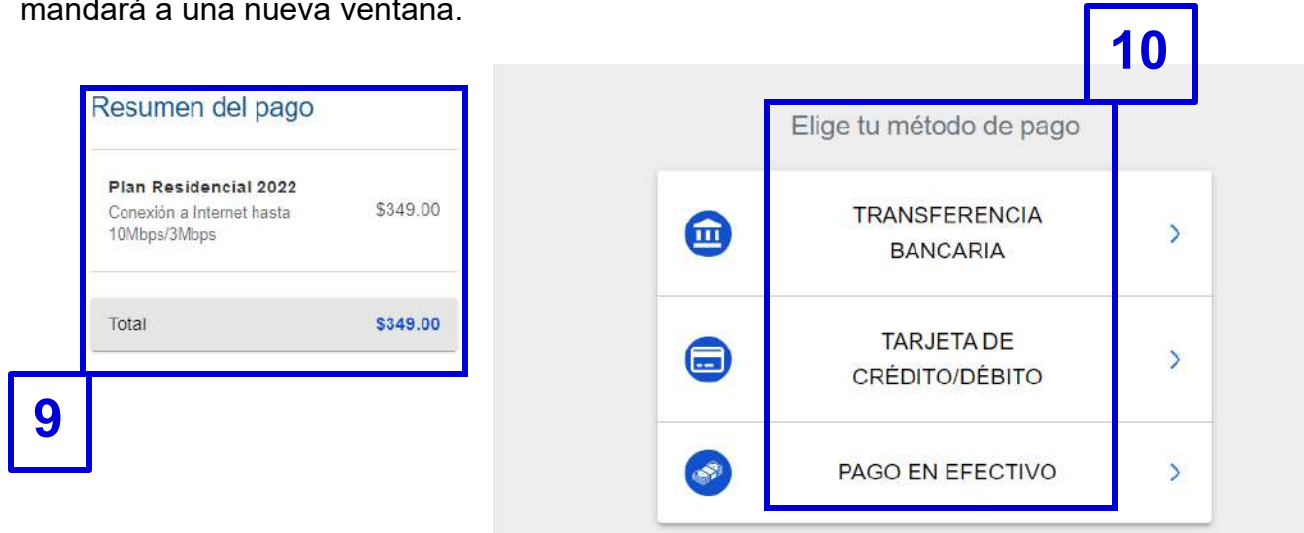 mandará a una nueva ventana.
10
Resumen del pago
Plan Residencial 2022
Conexión a Internet hasta
10Mbps/3Mbps
$349.00
Total
$349.00
9
Elige tu método de pago
TRANSFERENCIA
BANCARIA
TARJETA DE
CRÉDITO/DÉBITO
PAGO EN EFECTIVO